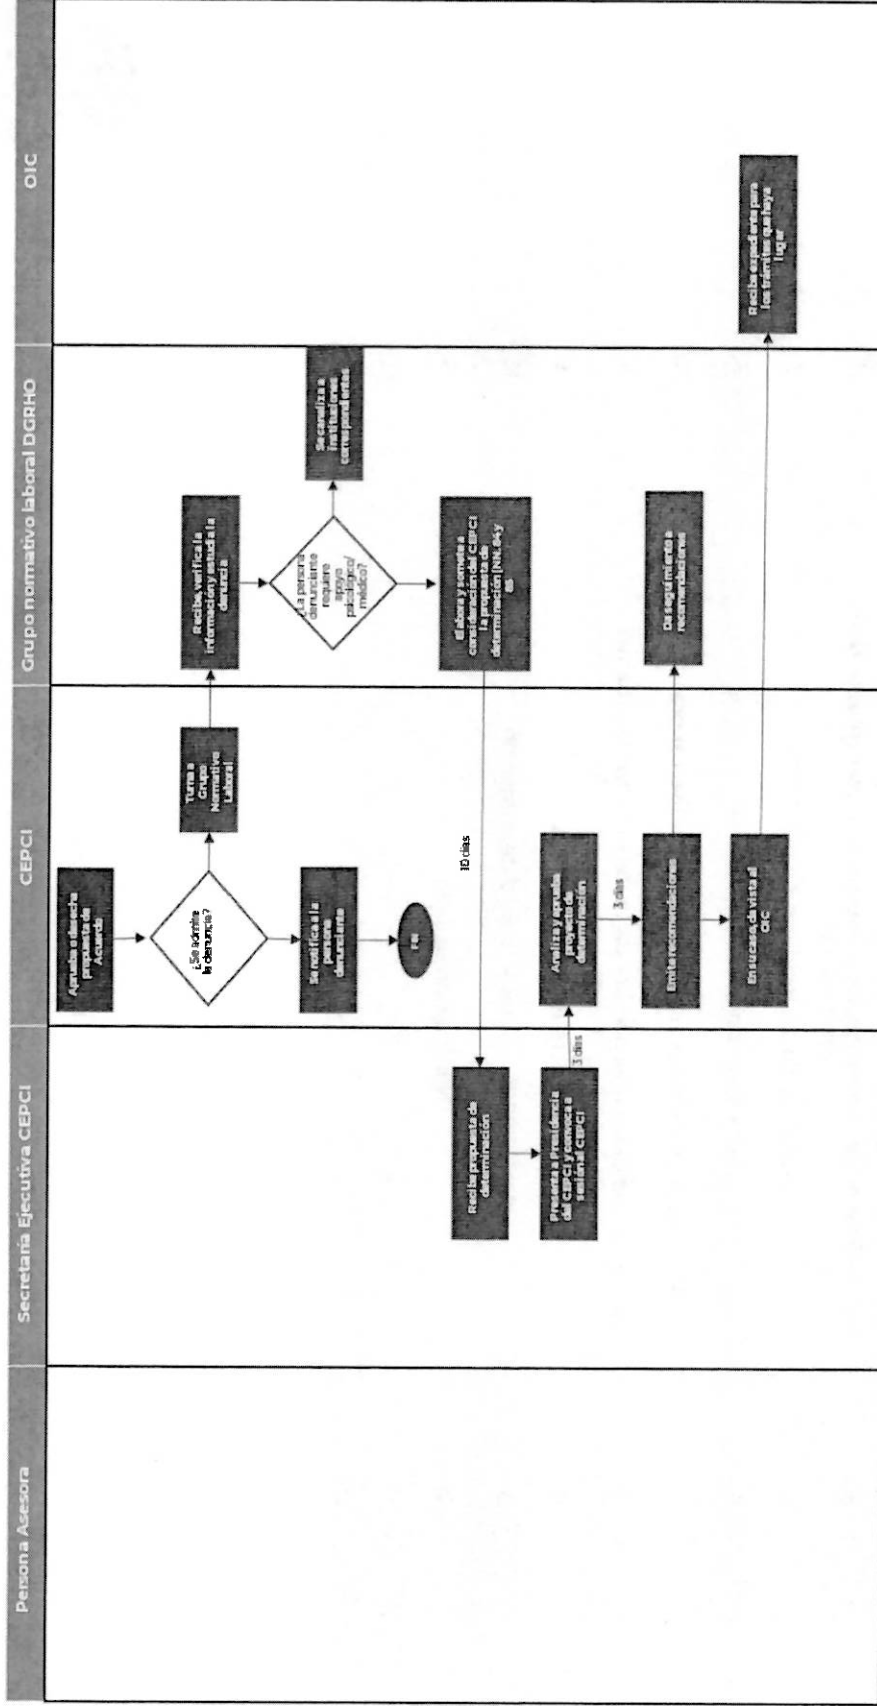 Persona Asesora
Secretaria Ejecutiva CEPCI
CEPCI
Grupo normativo laboral DGRHO
OIC
Aprueba o desecha
propuesta de
Acuerdo
¿Se admite
la denuncia?
Turna a
Grupo
Normativo
Laboral
Recibe, verifica la
información y estudia la
denuncia
Se notifica a la
persona
denunciante
Fin
¿La persona
denunciante
requiere
apoyo
psicológico/
médico?
Se canaliza a
instituciones
correspondientes
Elabora y somete a
consideración del CEPCI
la propuesta de
determinación
10 días
Recibe propuesta de
determinación
Presenta a Presidencia
del CEPCI y convoca a
sesión al CEPCI
3 días
Analiza y aprueba
proyecto de
determinación
3 días
Emite recomendaciones
Da seguimiento a
recomendaciones
En su caso, da vista al
OIC
Recibe expediente para
los trámites que haya
lugar